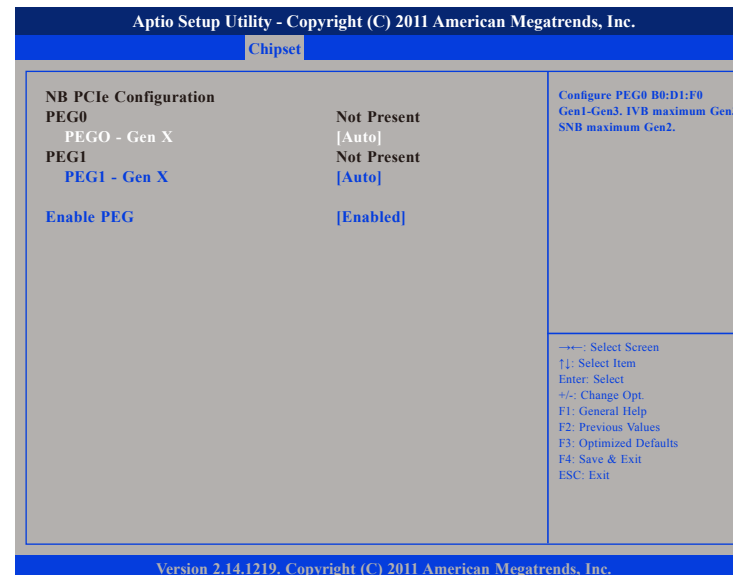 Aptio Setup Utility - Copyright (C) 2011 American Megatrends, Inc.
Chipset
NB PCIe Configuration
PEG0 Not Present
PEGO - Gen X [Auto]
PEG1 Not Present
PEG1 - Gen X [Auto]
Enable PEG [Enabled]
Configure PEG0 B0:D1:F0
Gen1-Gen3. IVB maximum Gen
SNB maximum Gen2.
→←: Select Screen
↑↓: Select Item
Enter: Select
+/-: Change Opt.
F1: General Help
F2: Previous Values
F3: Optimized Defaults
F4: Save & Exit
ESC: Exit
Version 2.14.1219. Copyright (C) 2011 American Megatrends, Inc.